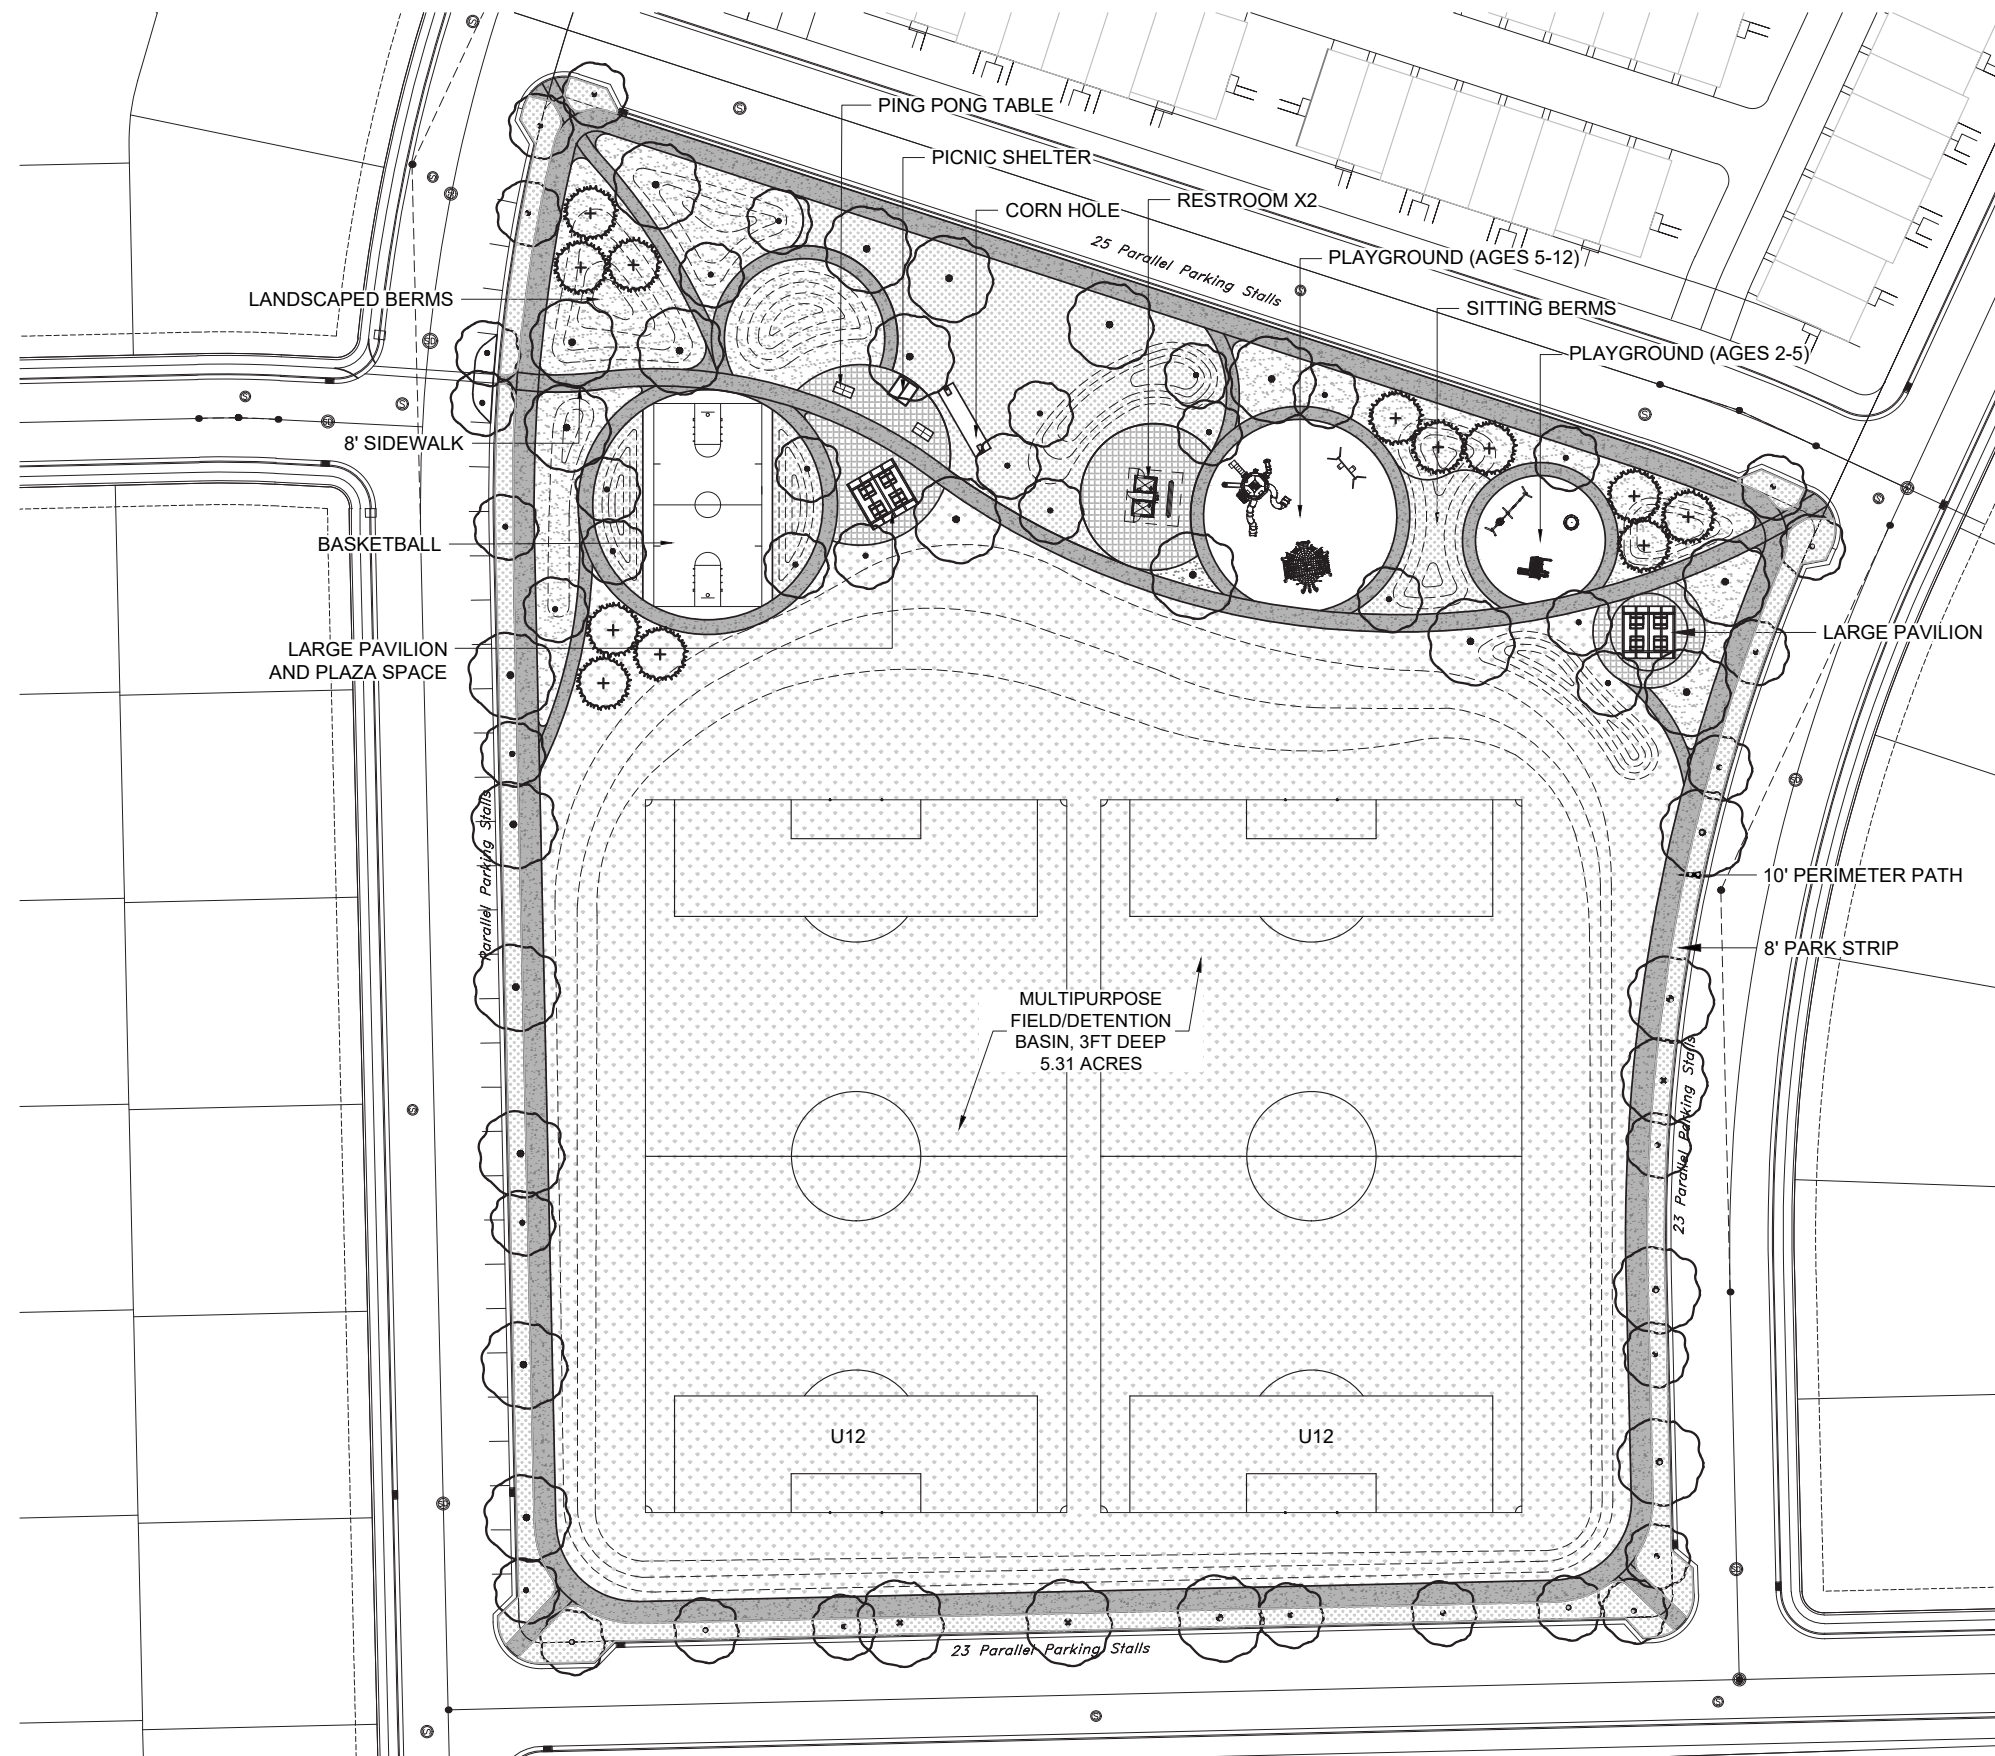 PING PONG TABLE
PICNIC SHELTER
RESTROOM X2
CORN HOLE
25 Parallel Parking Stalls
PLAYGROUND (AGES 5-12)
LANDSCAPED BERMS
SITTING BERMS
PLAYGROUND (AGES 2-5)
8' SIDEWALK
BASKETBALL
LARGE PAVILION
AND PLAZA SPACE
LARGE PAVILION
Parallel Parking Stalls
10' PERIMETER PATH
8' PARK STRIP
MULTIPURPOSE
FIELD/DETENTION
BASIN, 3FT DEEP
5.31 ACRES
23 Parallel Parking Stalls
U12
U12
23 Parallel Parking Stalls